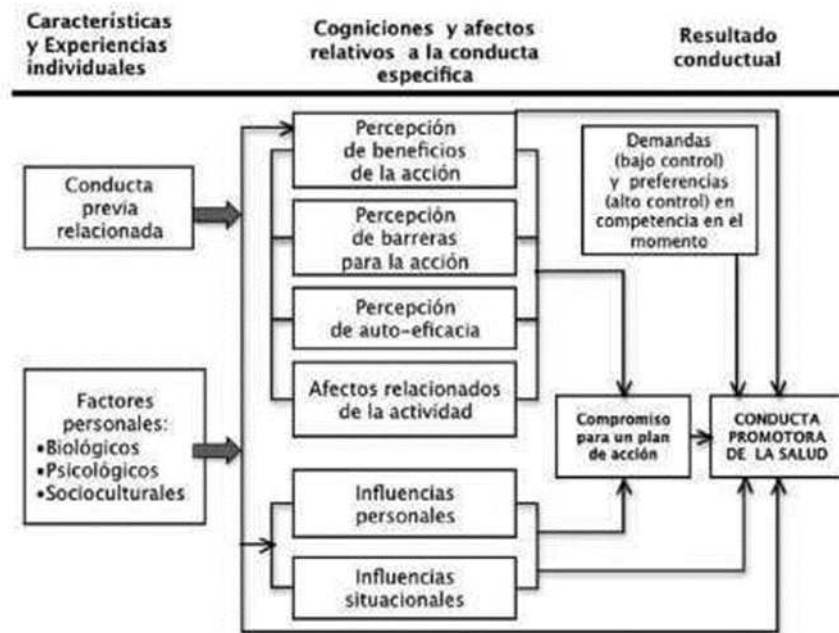 Características
y Experiencias
individuales
Cogniciones y afectos
relativos a la conducta
especifica
Resultado
conductual
Conducta
previa
relacionada
Factores
personales:
•Biológicos
•Psicológicos
•Socioculturales
Percepción
de beneficios
de la acción
Percepción
de barreras
para la acción
Percepción
de auto-eficacia
Afectos relacionados
de la actividad
Influencias
personales
Influencias
situacionales
Demandas
(bajo control)
y preferencias
(alto control) en
competencia en el
momento
Compromiso
para un plan
de acción
CONDUCTA
PROMOTORA
DE LA SALUD